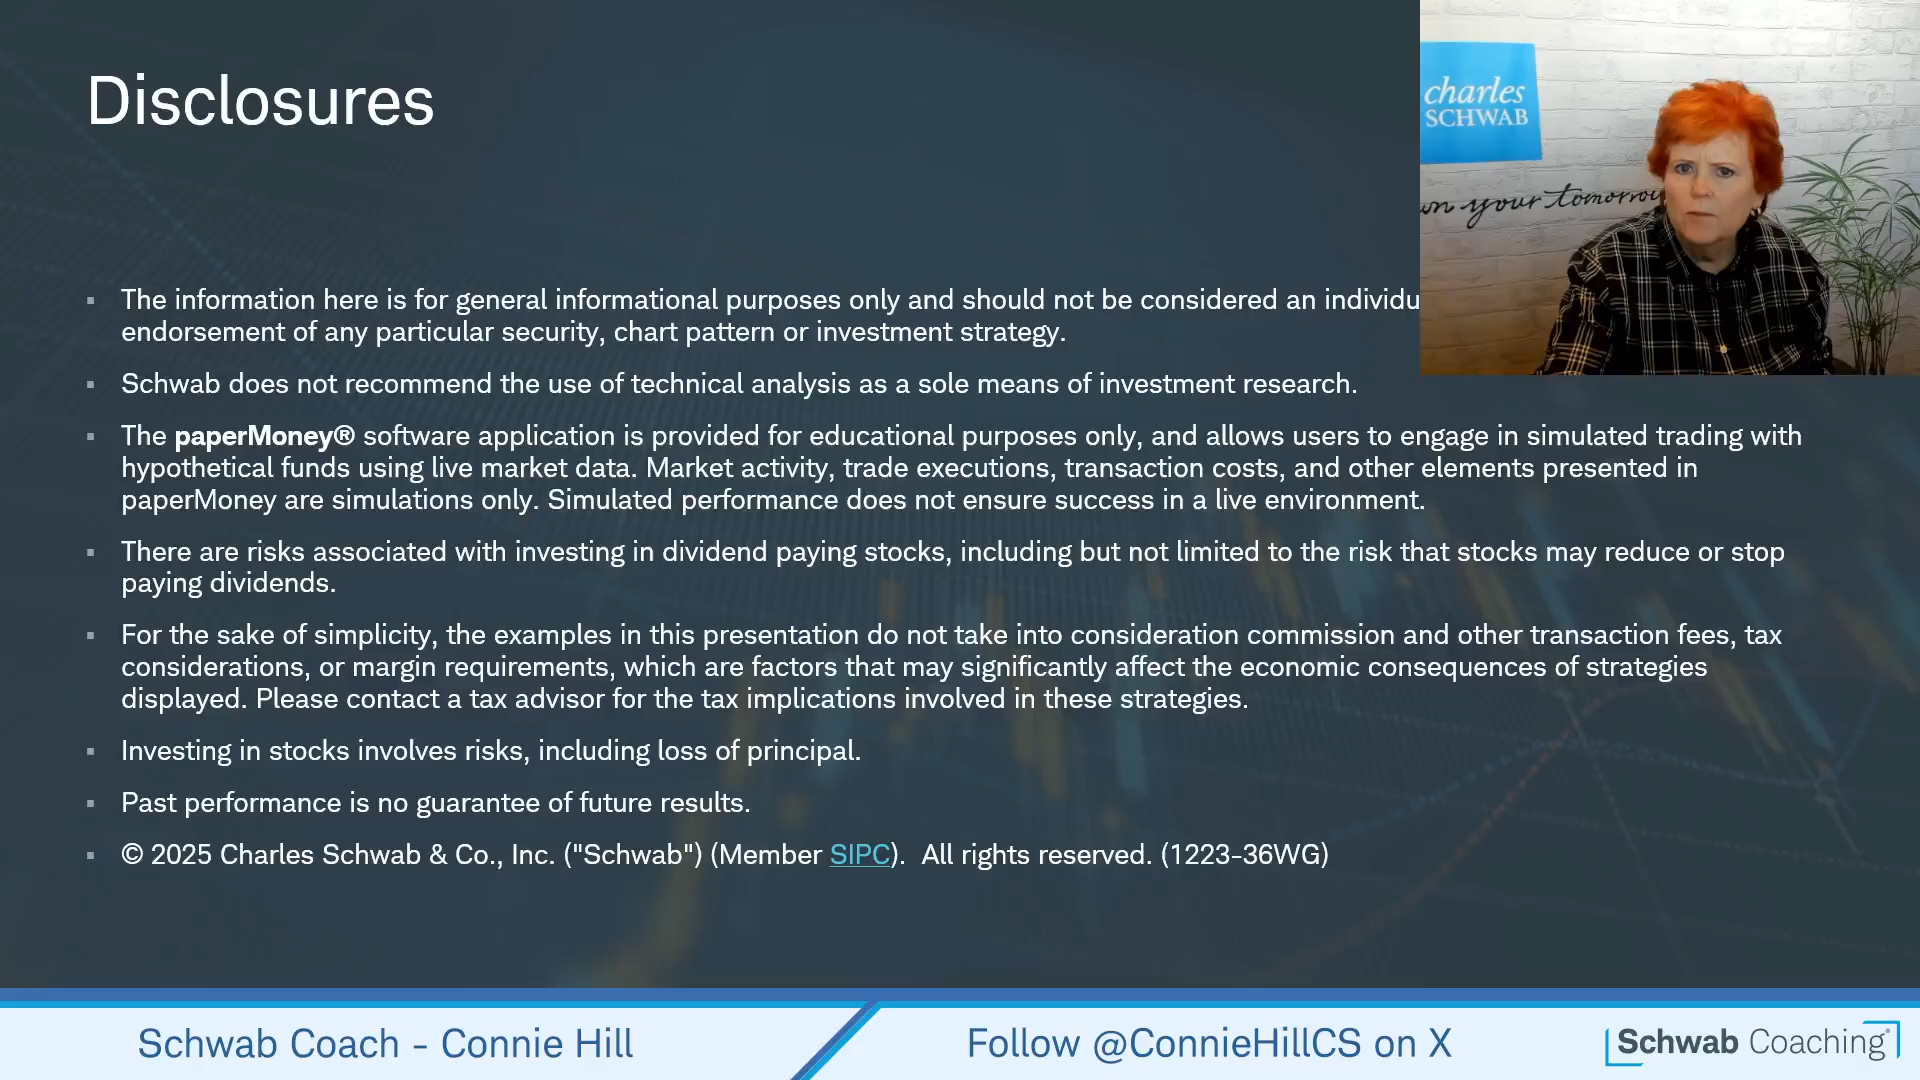 Disclosures
charles
SCHWAB
your tomorrow
The information here is for general informational purposes only and should not be considered an
endorsement of any particular security, chart pattern or investment strategy.
Schwab does not recommend the use of technical analysis as a sole means of investment research.
The paperMoney® software application is provided for educational purposes only, and allows users to engage in simulated trading with
hypothetical funds using live market data. Market activity, trade executions, transaction costs, and other elements presented in
paperMoney are simulations only. Simulated performance does not ensure success in a live environment.
There are risks associated with investing in dividend paying stocks, including but not limited to the risk that stocks may reduce or stop
paying dividends.
For the sake of simplicity, the examples in this presentation do not take into consideration commission and other transaction fees, tax
considerations, or margin requirements, which are factors that may significantly affect the economic consequences of strategies
displayed. Please contact a tax advisor for the tax implications involved in these strategies.
Investing in stocks involves risks, including loss of principal.
Past performance is no guarantee of future results.
© 2025 Charles Schwab & Co., Inc. ("Schwab") (Member SIPC). All rights reserved. (1223-36WG)
Schwab Coach - Connie Hill
Follow @ConnieHillCS on X
Schwab Coaching®